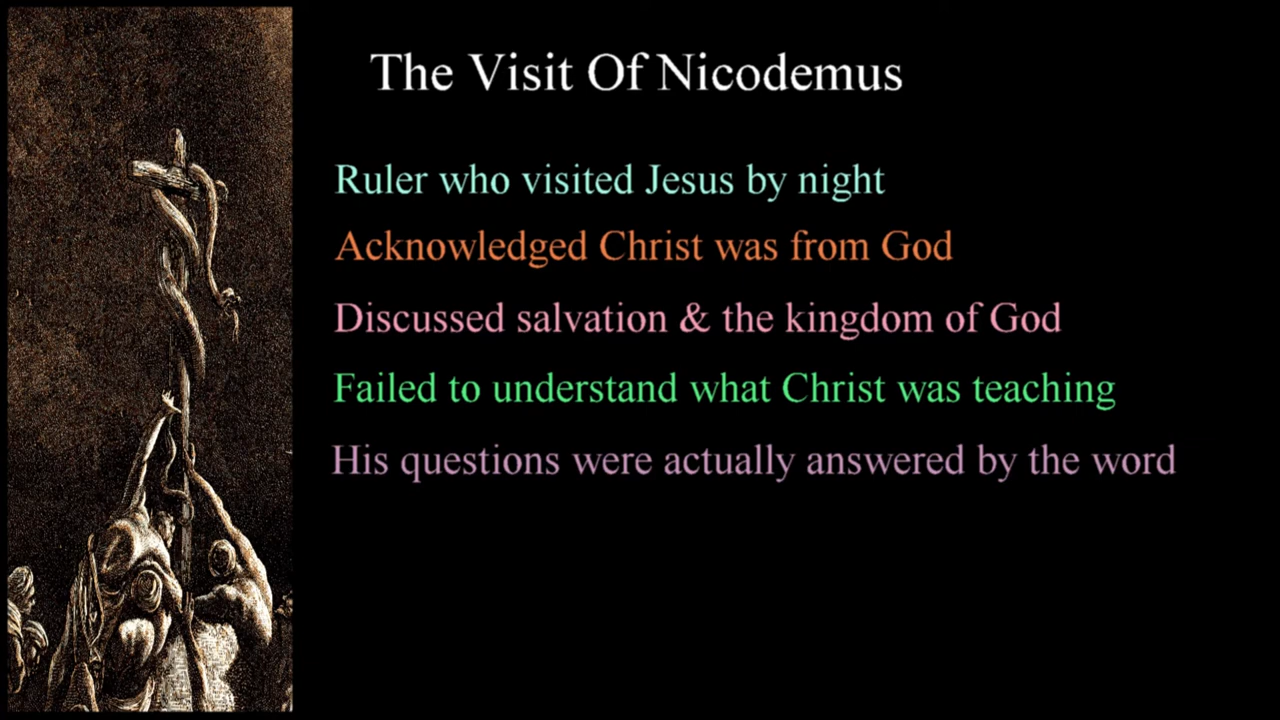 The Visit Of Nicodemus
Ruler who visited Jesus by night
Acknowledged Christ was from God
Discussed salvation & the kingdom of God
Failed to understand what Christ was teaching
His questions were actually answered by the word